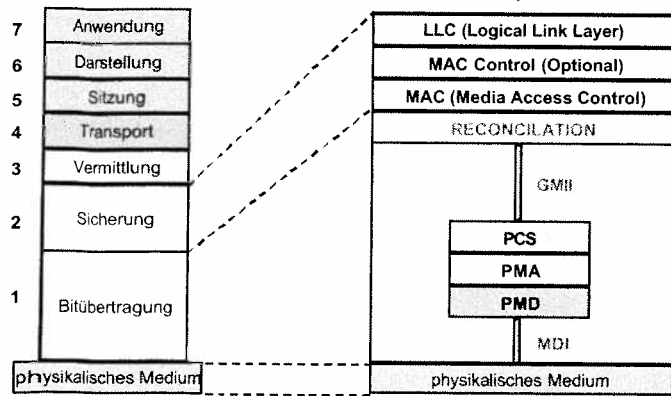 7 Anwendung
6 Darstellung
5 Sitzung
4 Transport
3 Vermittlung
2 Sicherung
1 Bitübertragung
physikalisches Medium
LLC (Logical Link Layer)
MAC Control (Optional)
MAC (Media Access Control)
RECONCILATION
GMII
PCS
PMA
PMD
MDI
physikalisches Medium